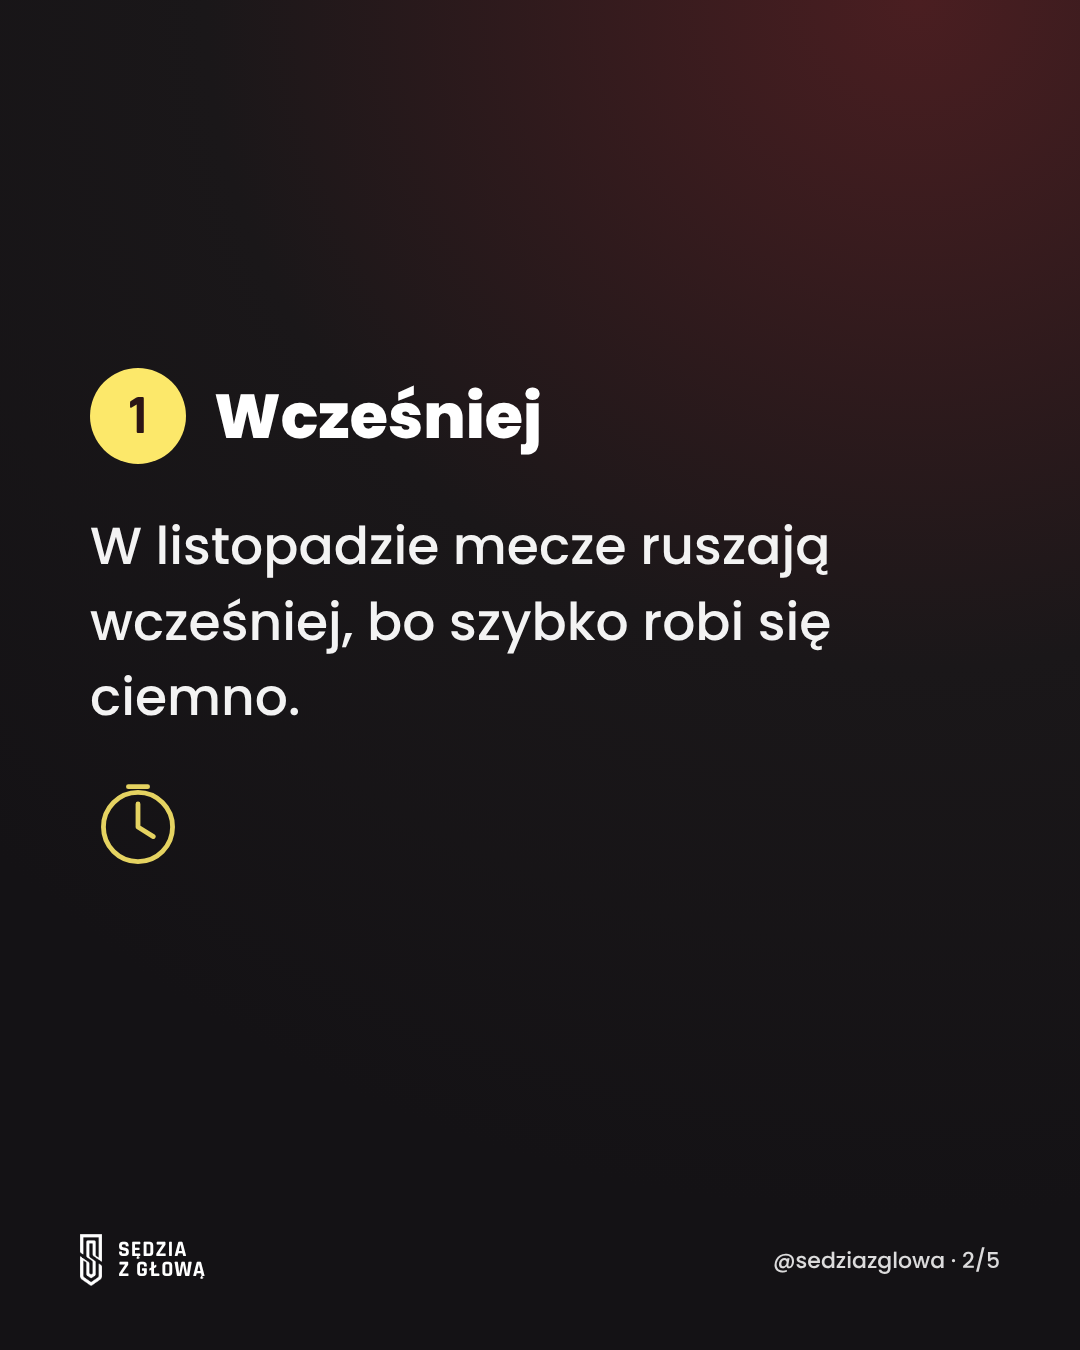 1 Wcześniej
W listopadzie mecze ruszają
wcześniej, bo szybko robi się
ciemno.
SĘDZIA
Z GŁOWĄ
@sedziazglowa · 2/5